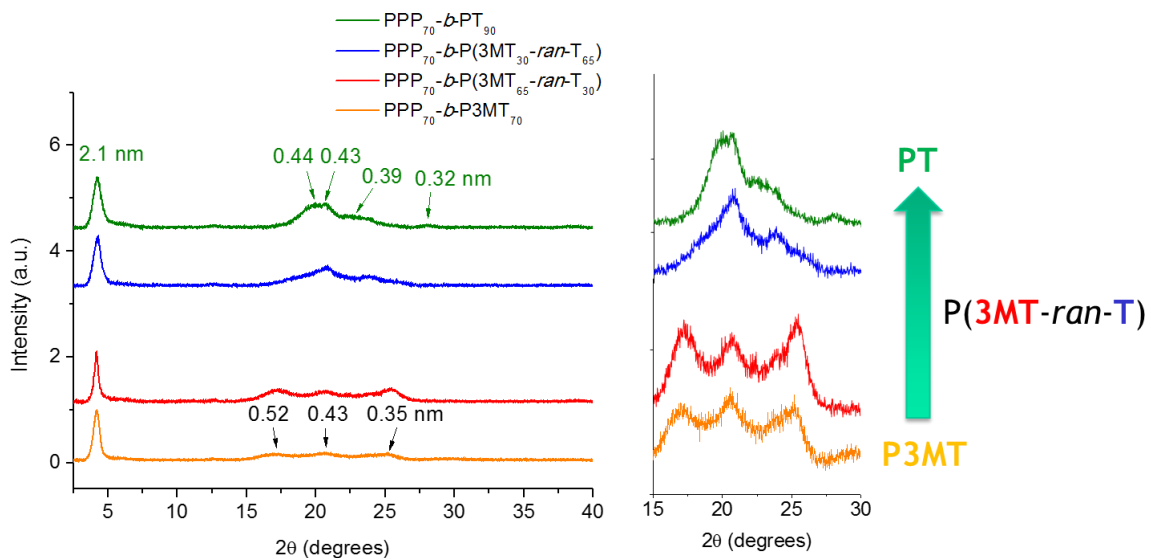 PPP70-b-PT90
PPP70-b-P(3MT30-ran-T65)
PPP70-b-P(3MT65-ran-T30)
PPP70-b-P3MT70
Intensity (a.u.)
6
4
2
0
2.1 nm
0.44 0.43
0.39
0.32 nm
0.52 0.43 0.35 nm
5 10 15 20 25 30 35 40
2θ (degrees)
15 20 25 30
2θ (degrees)
PT
P(3MT-ran-T)
P3MT